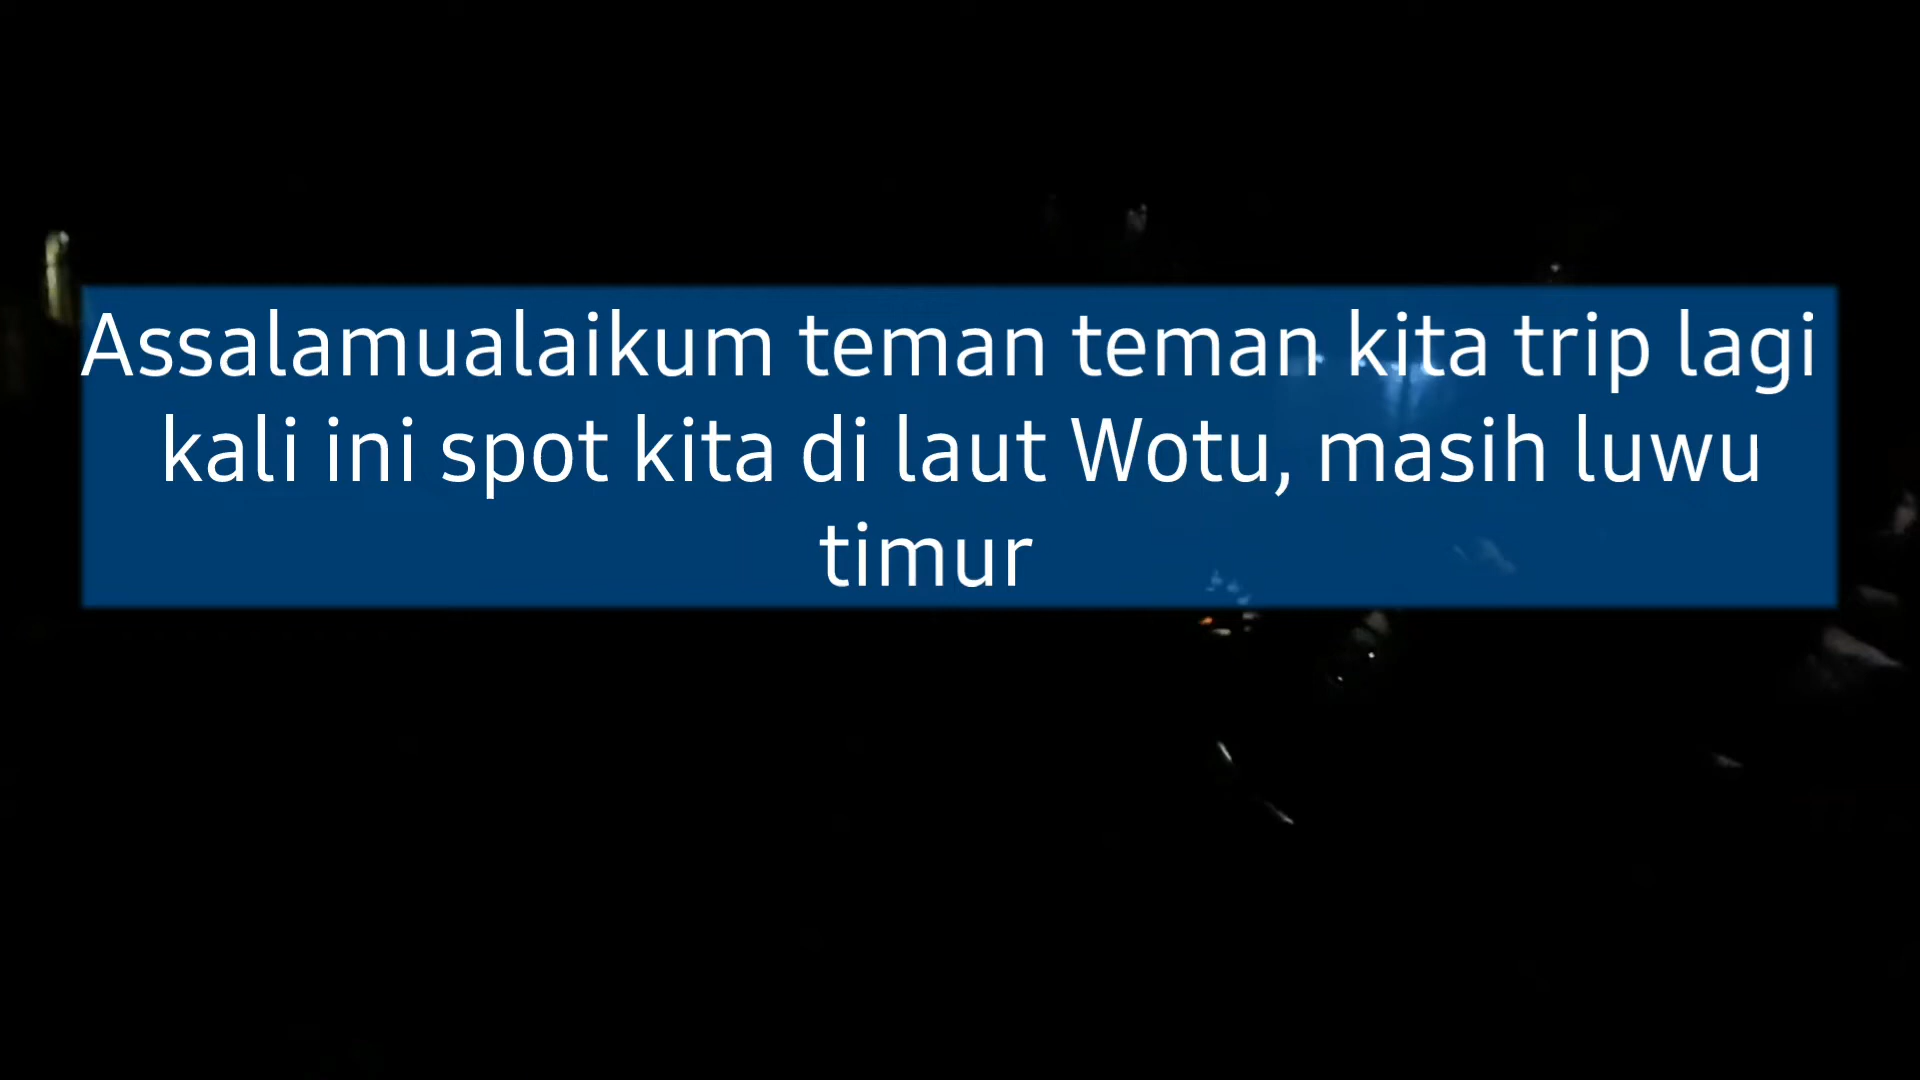 Assalamualaikum teman teman kita trip lagi
kali ini spot kita di laut Wotu, masih luwu
timur